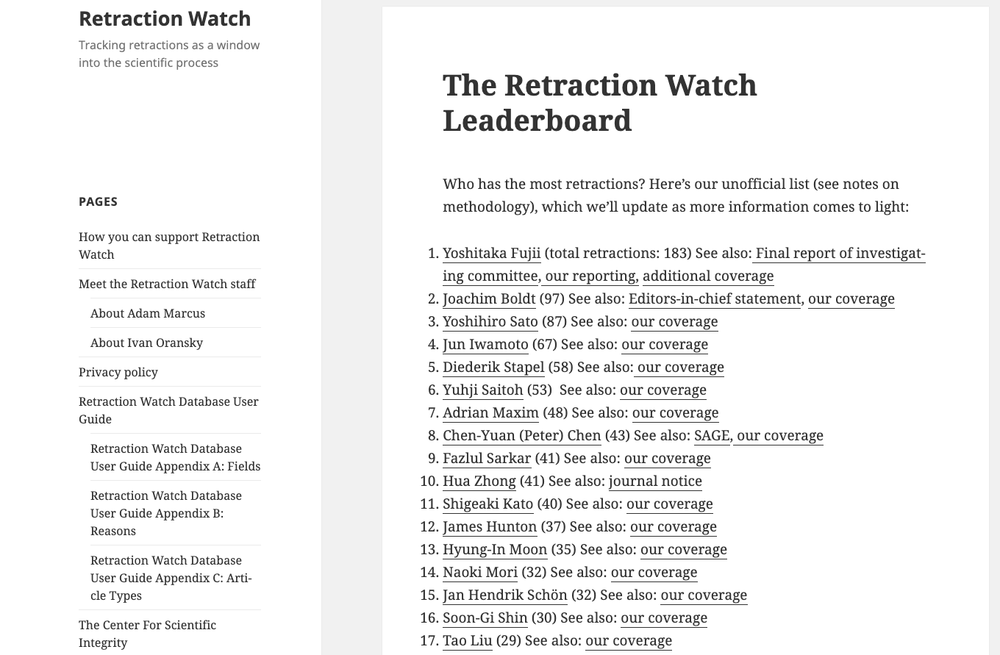 Retraction Watch
Tracking retractions as a window
into the scientific process
PAGES
How you can support Retraction
Watch
Meet the Retraction Watch staff
About Adam Marcus
About Ivan Oransky
Privacy policy
Retraction Watch Database User
Guide
Retraction Watch Database
User Guide Appendix A: Fields
Retraction Watch Database
User Guide Appendix B:
Reasons
Retraction Watch Database
User Guide Appendix C: Arti-
cle Types
The Center For Scientific
Integrity
The Retraction Watch
Leaderboard
Who has the most retractions? Here’s our unofficial list (see notes on
methodology), which we’ll update as more information comes to light:
1. Yoshitaka Fujii (total retractions: 183) See also: Final report of investigat-
ing committee, our reporting, additional coverage
2. Joachim Boldt (97) See also: Editors-in-chief statement, our coverage
3. Yoshihiro Sato (87) See also: our coverage
4. Jun Iwamoto (67) See also: our coverage
5. Diederik Stapel (58) See also: our coverage
6. Yuhji Saitoh (53)  See also: our coverage
7. Adrian Maxim (48) See also: our coverage
8. Chen-Yuan (Peter) Chen (43) See also: SAGE, our coverage
9. Fazlul Sarkar (41) See also: our coverage
10. Hua Zhong (41) See also: journal notice
11. Shigeaki Kato (40) See also: our coverage
12. James Hunton (37) See also: our coverage
13. Hyung-In Moon (35) See also: our coverage
14. Naoki Mori (32) See also: our coverage
15. Jan Hendrik Schön (32) See also: our coverage
16. Soon-Gi Shin (30) See also: our coverage
17. Tao Liu (29) See also: our coverage